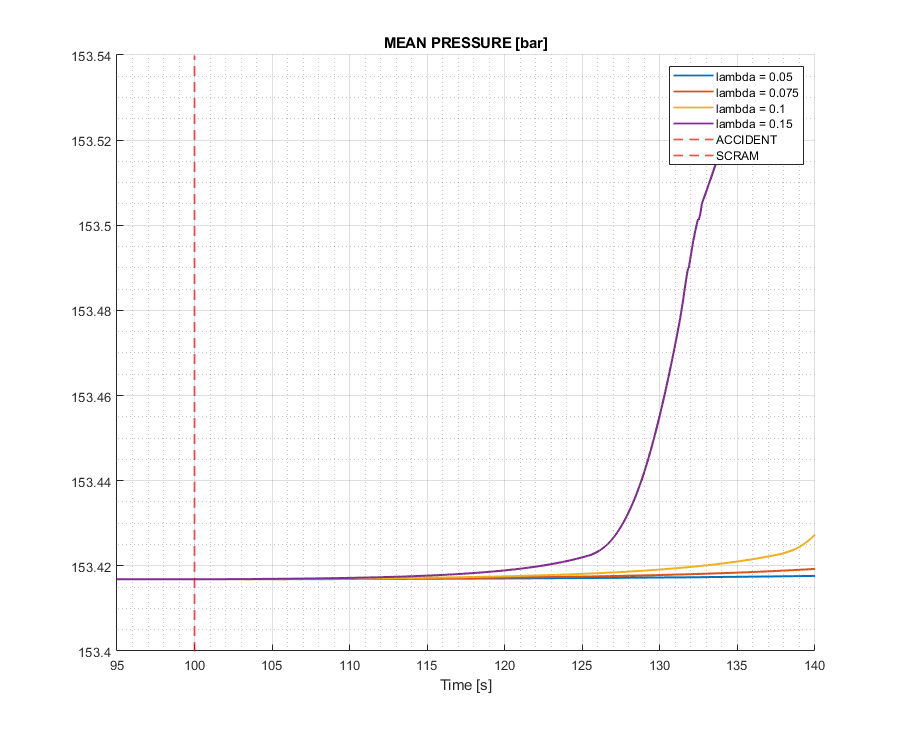 MEAN PRESSURE [bar]
153.54
153.52
153.5
153.48
153.46
153.44
153.42
153.4
lambda = 0.05
lambda = 0.075
lambda = 0.1
lambda = 0.15
ACCIDENT
SCRAM
95 100 105 110 115 120 125 130 135 140
Time [s]